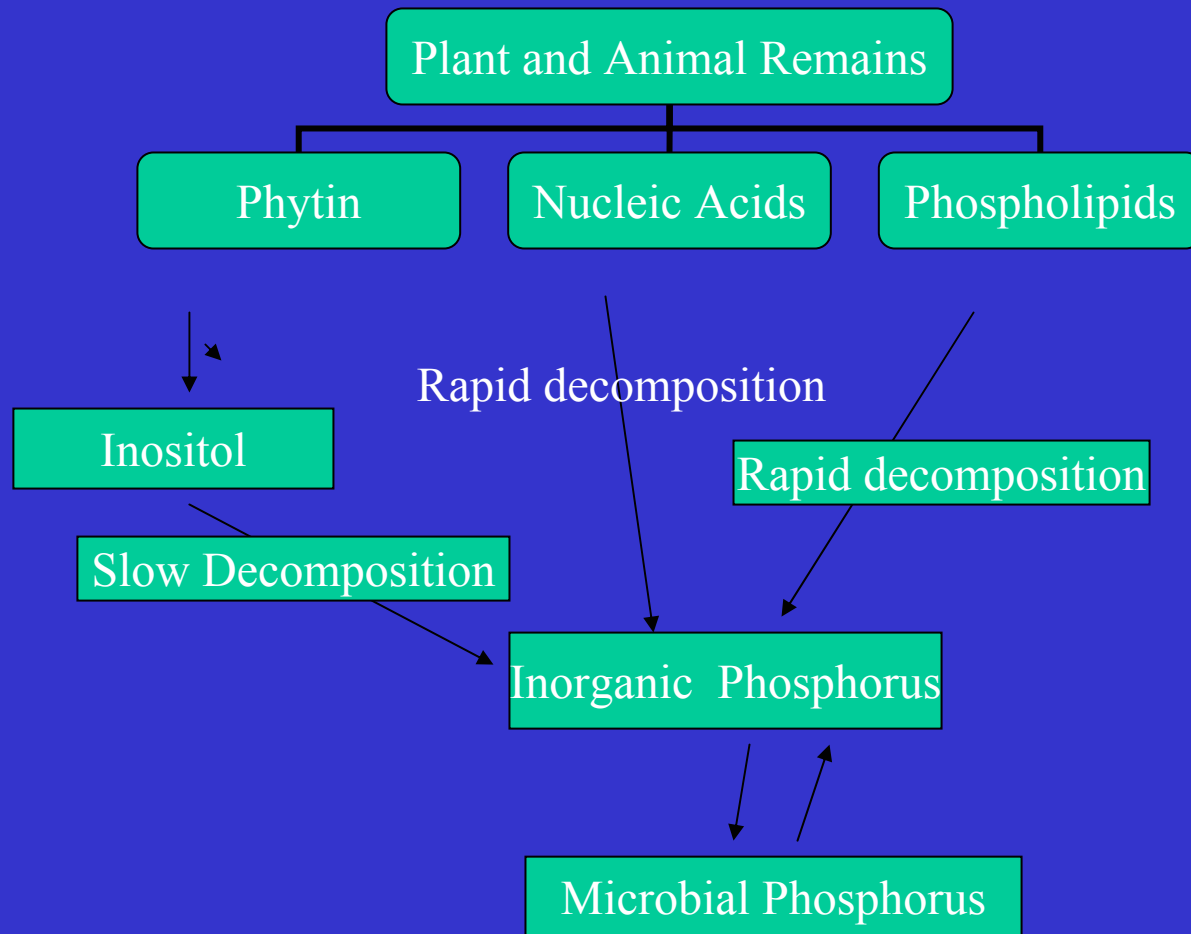 Plant and Animal Remains
Phytin
Nucleic Acids
Phospholipids
Rapid decomposition
Inositol
Rapid decomposition
Slow Decomposition
Inorganic Phosphorus
Microbial Phosphorus